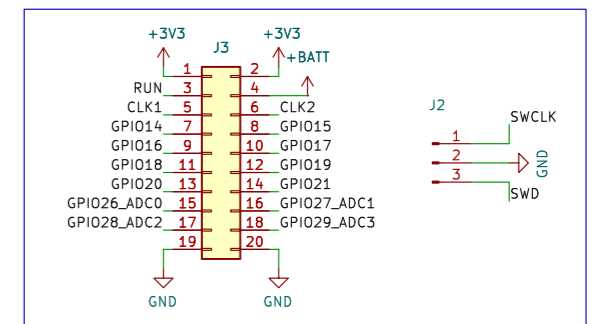 +3V3 J3 +3V3
+BATT
1 2
RUN 3 4
CLK1 5 6 CLK2
GPIO14 7 8 GPIO15
GPIO16 9 10 GPIO17
GPIO18 11 12 GPIO19
GPIO20 13 14 GPIO21
GPIO26_ADC0 15 16 GPIO27_ADC1
GPIO28_ADC2 17 18 GPIO29_ADC3
19 20
GND GND
J2
SWCLK
1
2 GND
3
SWD